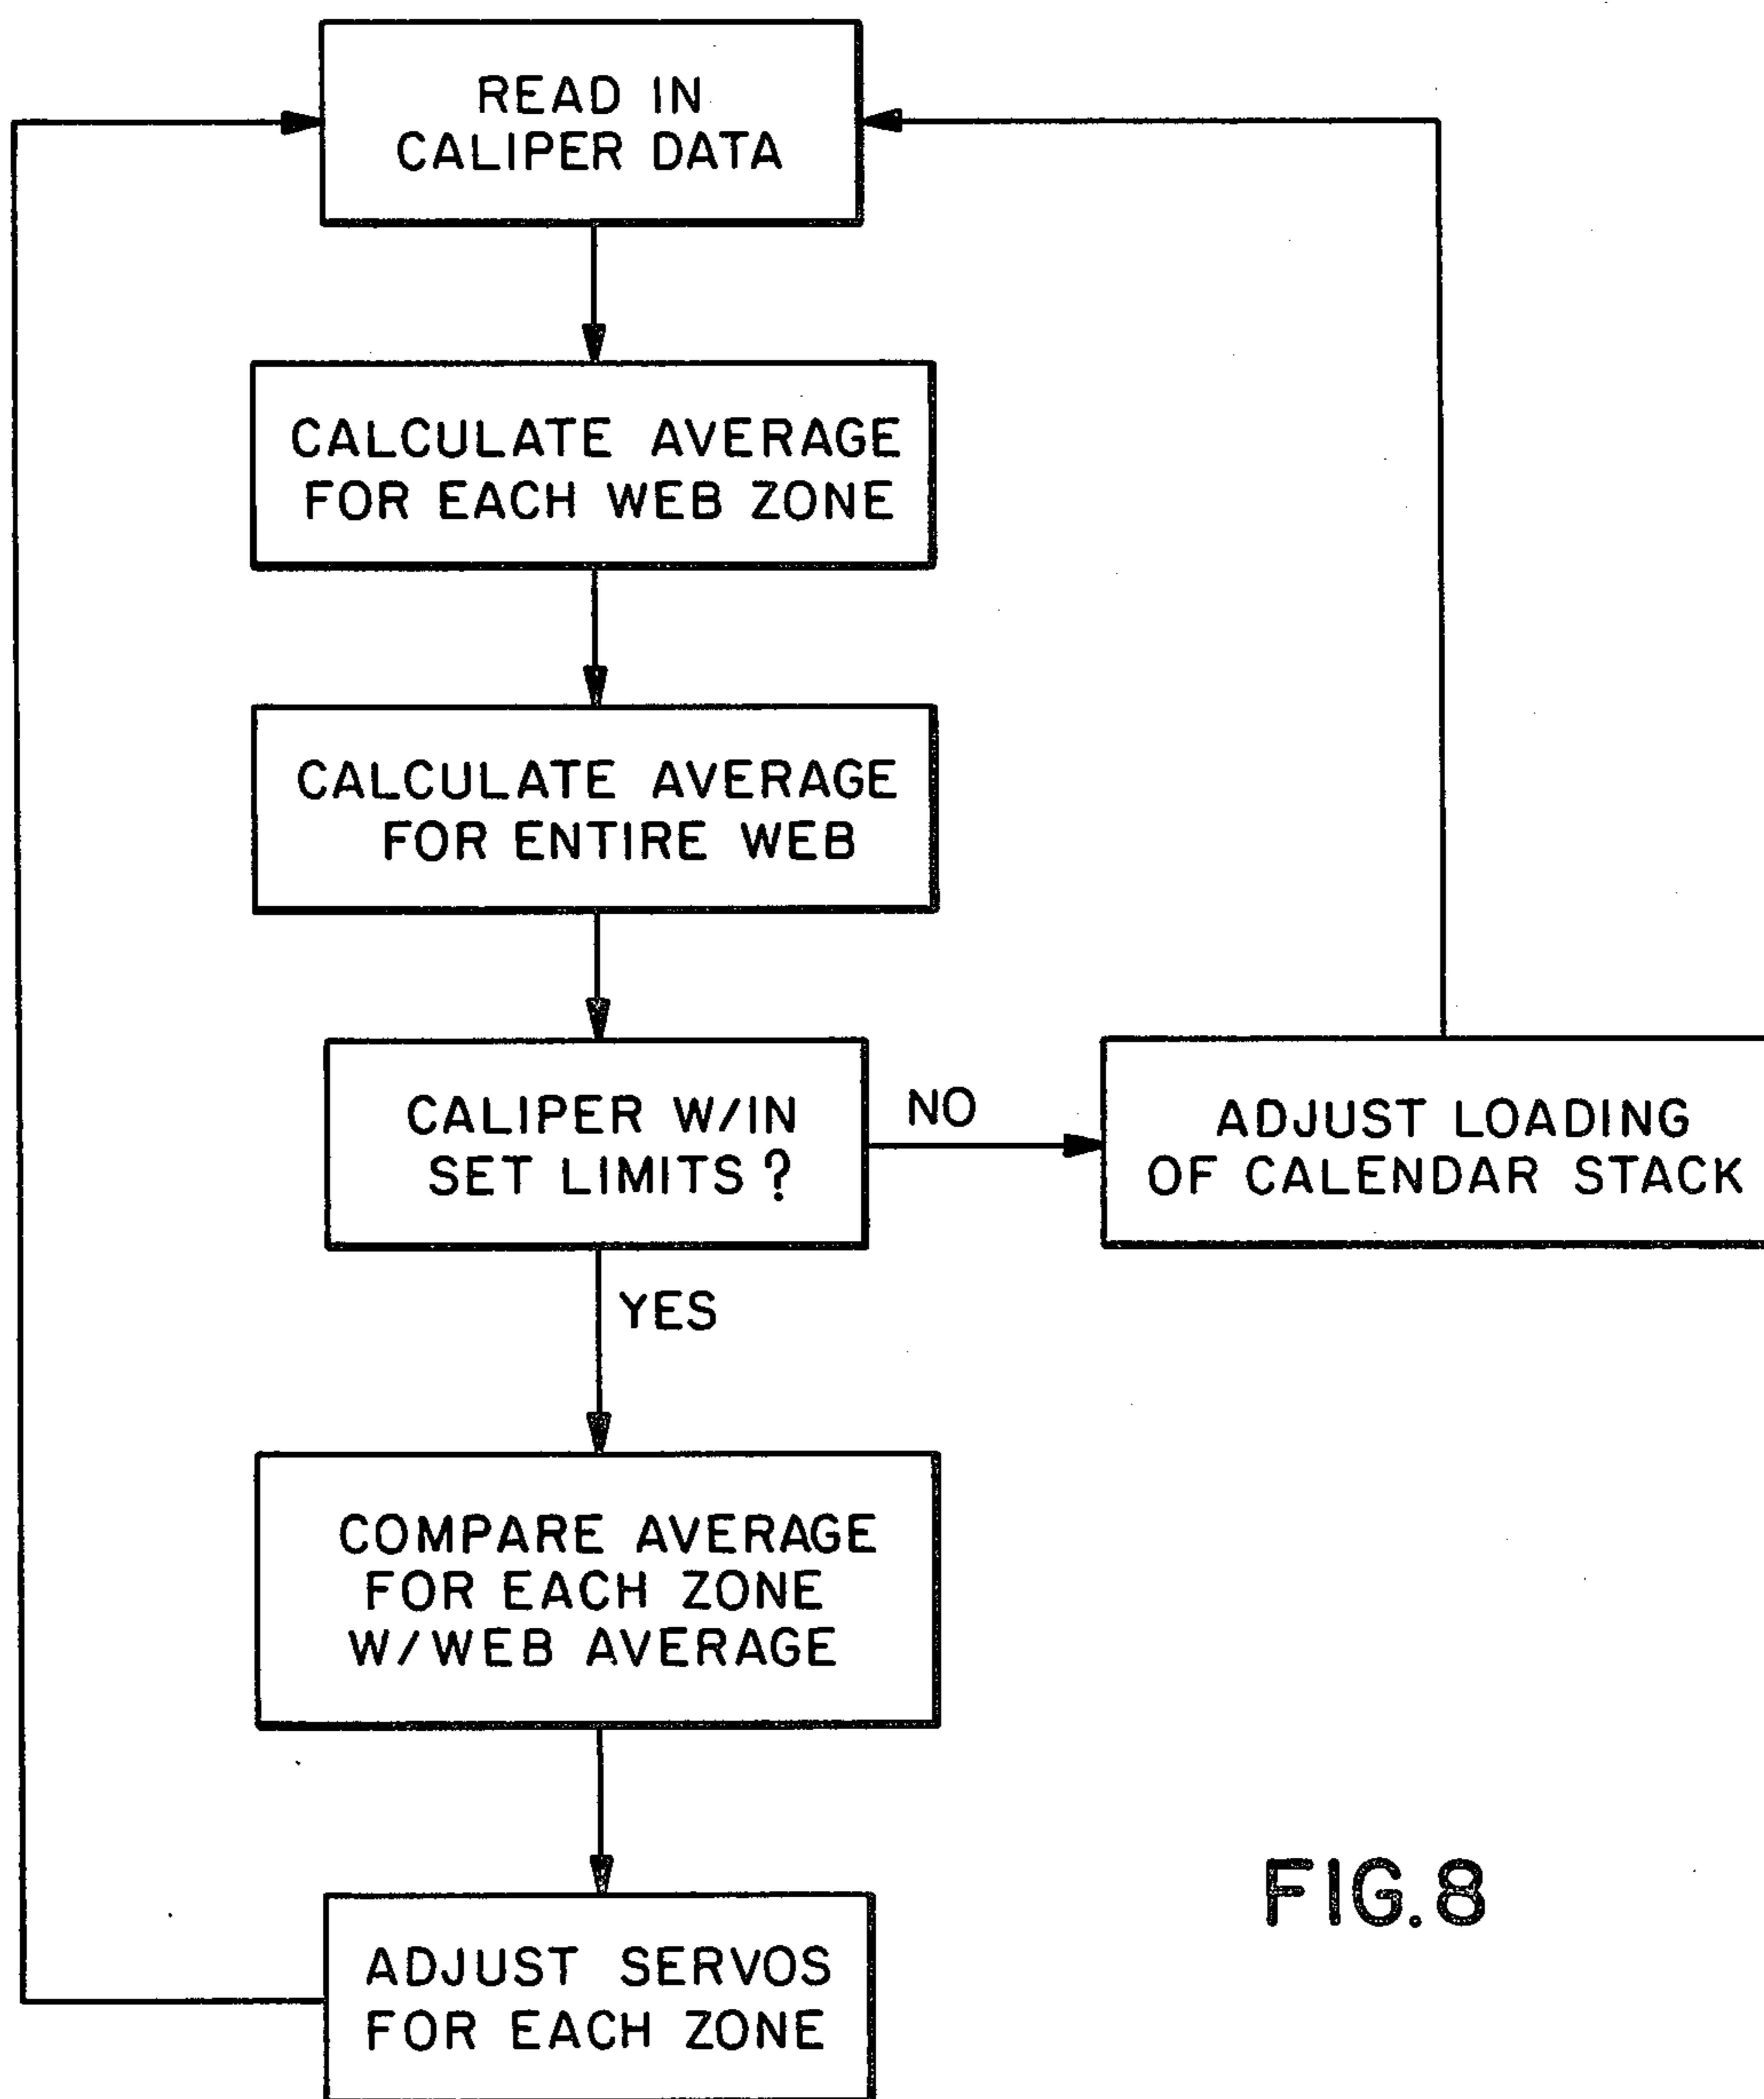 READ IN
CALIPER DATA
CALCULATE AVERAGE
FOR EACH WEB ZONE
CALCULATE AVERAGE
FOR ENTIRE WEB
CALIPER W/IN
SET LIMITS?
NO
ADJUST LOADING
OF CALENDAR STACK
YES
COMPARE AVERAGE
FOR EACH ZONE
W/WEB AVERAGE
ADJUST SERVOS
FOR EACH ZONE
FIG.8